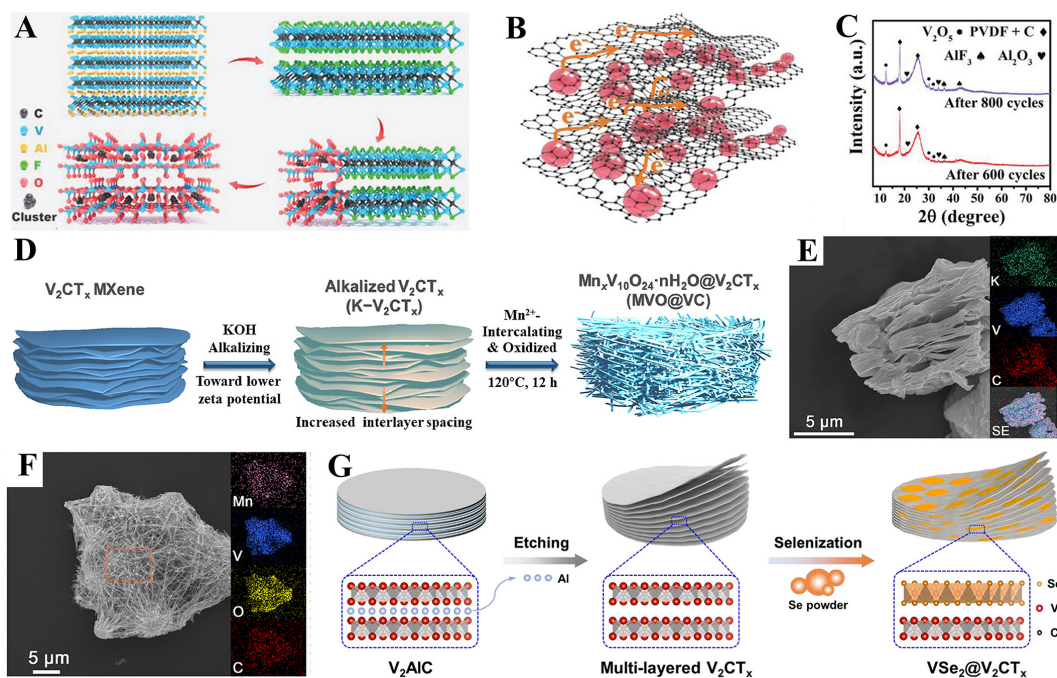 A
C
V
Al
F
O
Cluster
B
e⁻
e⁻
e⁻
e⁻
e⁻
C
V₂O₅ • PVDF + C ♦
AlF₃ ♠ Al₂O₃ ♥
After 800 cycles
After 600 cycles
Intensity (a.u.)
10 20 30 40 50 60 70 80
2θ (degree)
D
V₂CTₓ MXene
KOH
Alkalizing
Toward lower
zeta potential
Alkalized V₂CTₓ
(K−V₂CTₓ)
Increased interlayer spacing
Mn²⁺-
Intercalating
& Oxidized
120°C, 12 h
MnₓV₁₀O₂₄·nH₂O@V₂CTₓ
(MVO@VC)
E
K
V
C
SE
5 μm
F
Mn
V
O
C
5 μm
G
Etching
Al
Selenization
Se powder
Se
V
C
V₂AlC
Multi-layered V₂CTₓ
VSe₂@V₂CTₓ